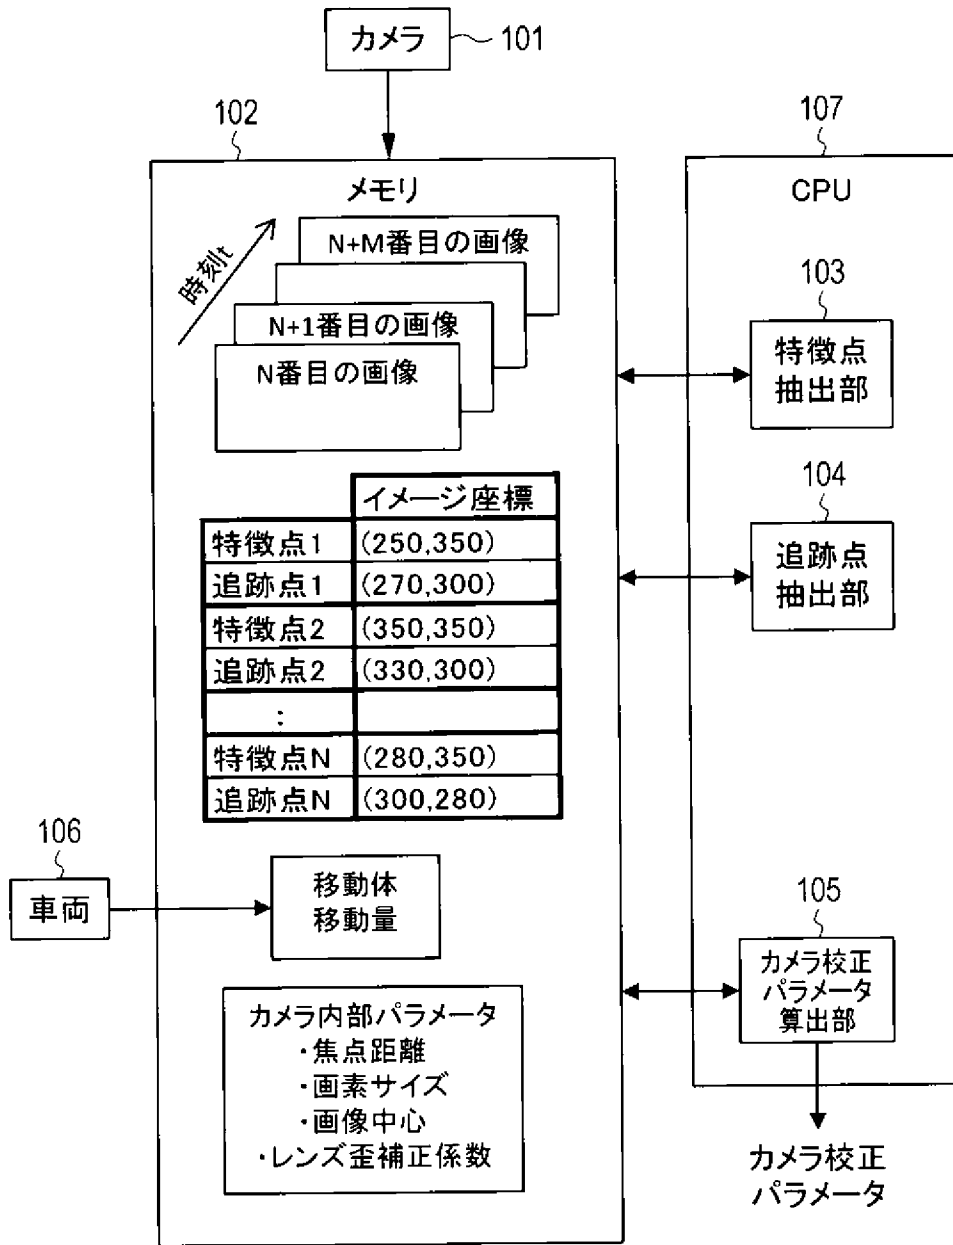 カメラ
101
102
107
メモリ
CPU
時刻t
N+M番目の画像
N+1番目の画像
N番目の画像
103
特徴点
抽出部
104
追跡点
抽出部
イメージ座標
特徴点1 (250,350)
追跡点1 (270,300)
特徴点2 (350,350)
追跡点2 (330,300)
:
特徴点N (280,350)
追跡点N (300,280)
106
車両
移動体
移動量
105
カメラ校正
パラメータ
算出部
カメラ内部パラメータ
・焦点距離
・画素サイズ
・画像中心
・レンズ歪補正係数
カメラ校正
パラメータ